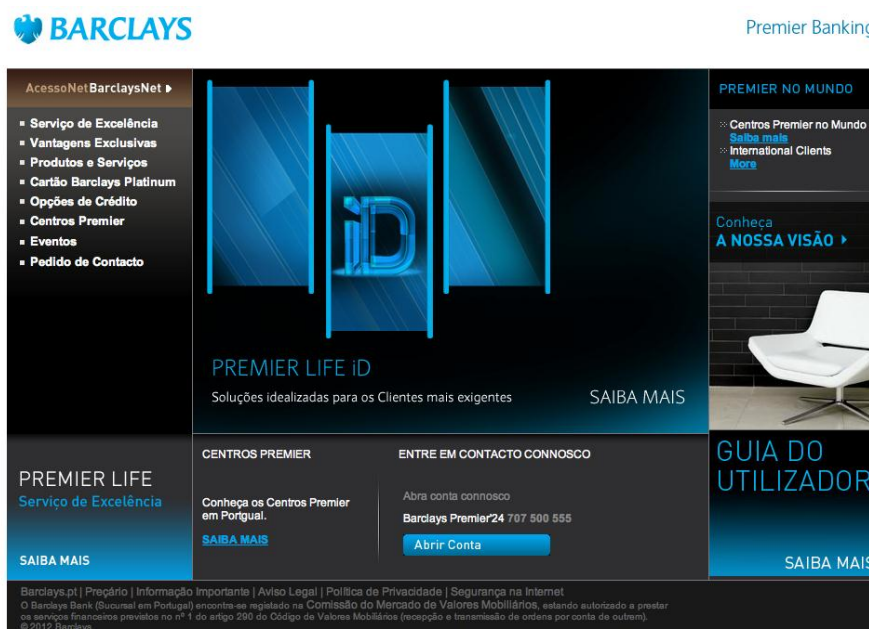 BARCLAYS
Premier Banking
AcessoNetBarclaysNet
Serviço de Excelência
Vantagens Exclusivas
Produtos e Serviços
Cartão Barclays Platinum
Opções de Crédito
Centros Premier
Eventos
Pedido de Contacto
iD
PREMIER LIFE iD
Soluções idealizadas para os Clientes mais exigentes
SAIBA MAIS
PREMIER NO MUNDO
Centros Premier no Mundo
Saiba mais
International Clients
More
Conheça
A NOSSA VISÃO
PREMIER LIFE
Serviço de Excelência
SAIBA MAIS
CENTROS PREMIER
Conheça os Centros Premier
em Portgual.
SAIBA MAIS
ENTRE EM CONTACTO CONNOSCO
Abra conta connosco
Barclays Premier'24 707 500 555
Abrir Conta
GUIA DO
UTILIZADOR
SAIBA MAIS
Barclays.pt | Preçário | Informação Importante | Aviso Legal | Política de Privacidade | Segurança na Internet
O Barclays Bank (Sucursal em Portugal) encontra-se registado na Comissão do Mercado de Valores Mobiliários, estando autorizado a prestar
os serviços financeiros previstos no nº 1 do artigo 290 do Código de Valores Mobiliários (recepção e transmissão de ordens por conta de outrem).
© 2012 Barclays